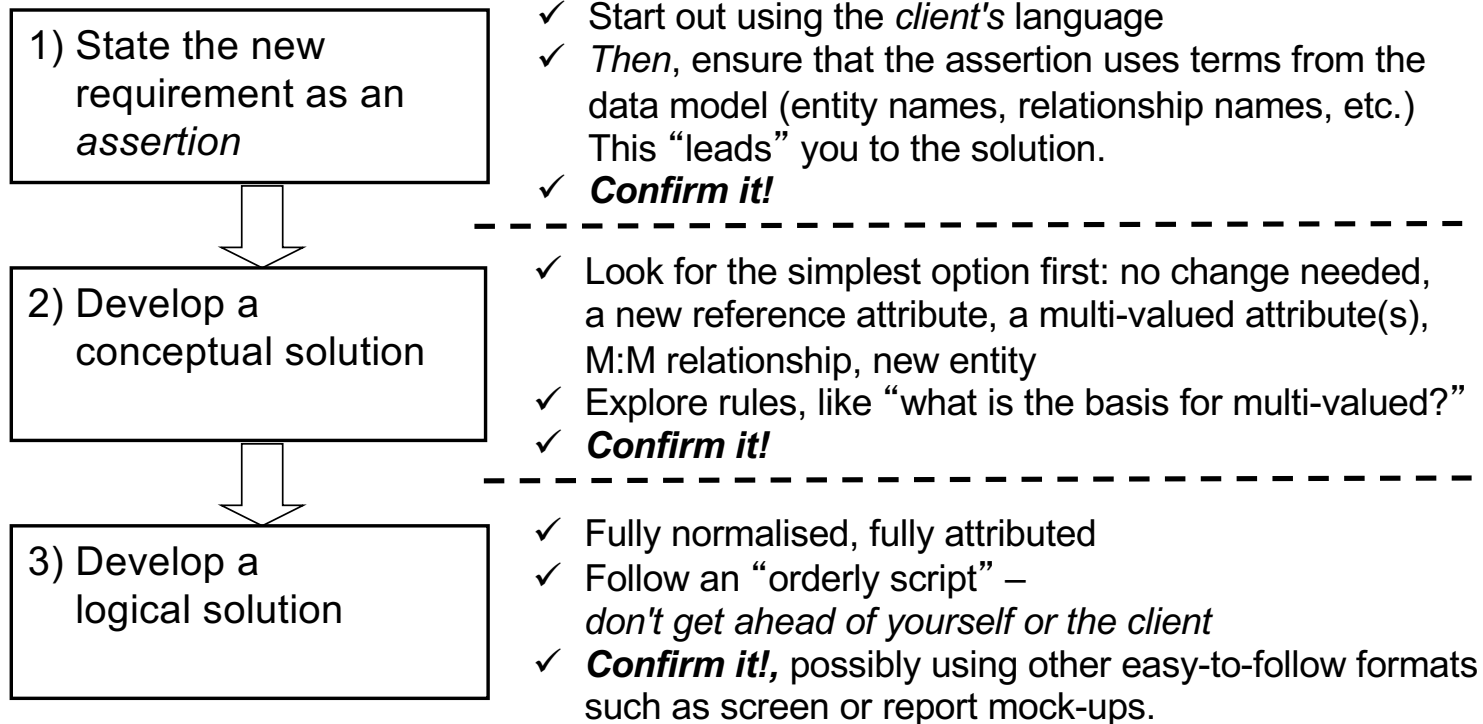 1) State the new
requirement as an
assertion
✓ Start out using the client's language
✓ Then, ensure that the assertion uses terms from the
data model (entity names, relationship names, etc.)
This “leads” you to the solution.
✓ Confirm it!
2) Develop a
conceptual solution
✓ Look for the simplest option first: no change needed,
a new reference attribute, a multi-valued attribute(s),
M:M relationship, new entity
✓ Explore rules, like “what is the basis for multi-valued?”
✓ Confirm it!
3) Develop a
logical solution
✓ Fully normalised, fully attributed
✓ Follow an “orderly script” –
don't get ahead of yourself or the client
✓ Confirm it!, possibly using other easy-to-follow formats
such as screen or report mock-ups.